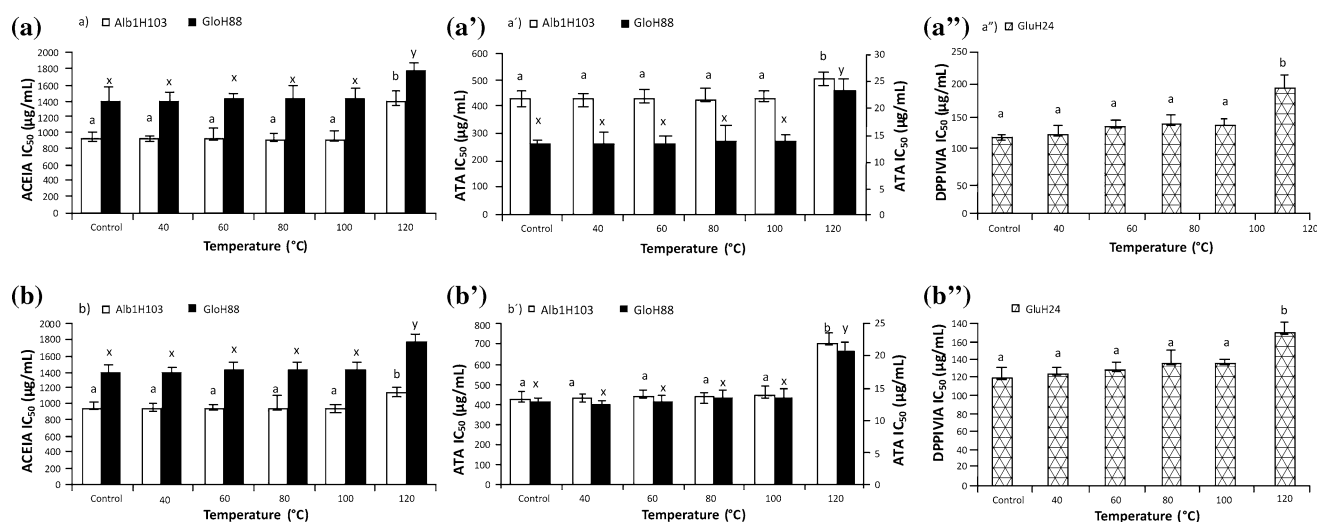 (a)
a)
Alb1H103
GloH88
ACEIA IC50 (µg/mL)
2000
1800
1600
1400
1200
1000
800
600
400
200
0
a x a x a x a x a x b y
Control 40 60 80 100 120
Temperature (°C)
(a’)
a´)
Alb1H103
GloH88
ATA IC50 (µg/mL)
600
500
400
300
200
100
0
a x a x a x a x a x b y
30
25
20
15
10
5
0
ATA IC50 (µg/mL)
Control 40 60 80 100 120
Temperature (°C)
(a’’)
a”)
GluH24
DPPIVIA IC50 (µg/mL)
250
200
150
100
50
0
a a a a a b
Control 40 60 80 100 120
Temperature (°C)
(b)
b)
Alb1H103
GloH88
ACEIA IC50 (µg/mL)
2000
1800
1600
1400
1200
1000
800
600
400
200
0
a x a x a x a x a x b y
Control 40 60 80 100 120
Temperature (°C)
(b’)
b´)
Alb1H103
GloH88
ATA IC50 (µg/mL)
800
700
600
500
400
300
200
100
0
a x a x a x a x a x b y
25
20
15
10
5
0
ATA IC50 (µg/mL)
Control 40 60 80 100 120
Temperature (°C)
(b’’)
GluH24
DPPIVIA IC50 (µg/mL)
160
140
140
120
100
80
60
40
20
0
a a a a a b
Control 40 60 80 100 120
Temperature (°C)